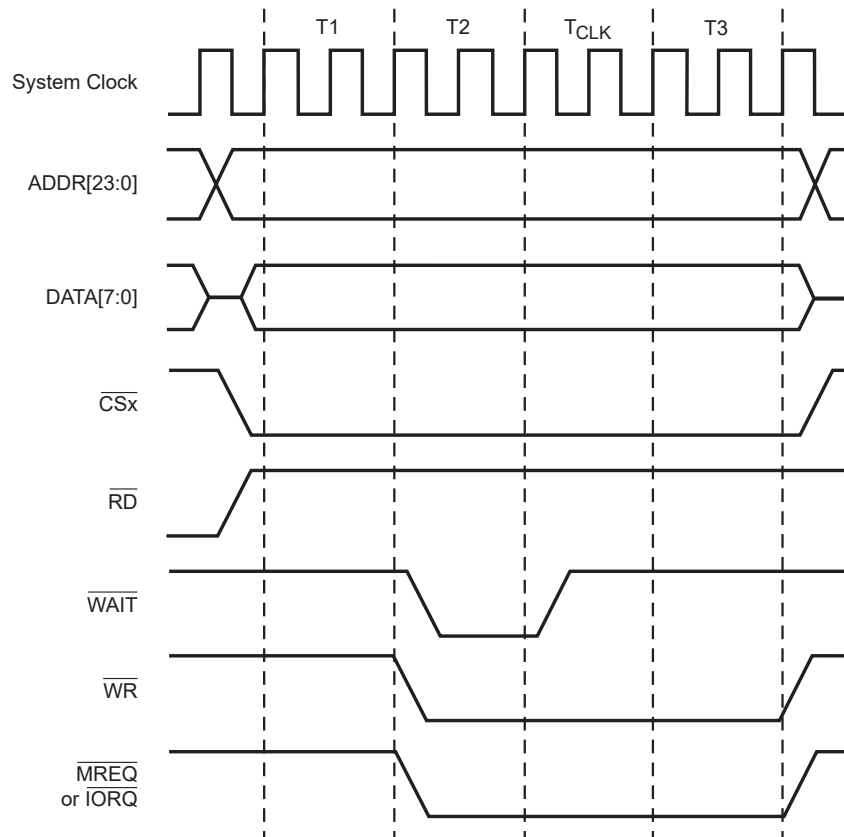 T1 T2 TCLK T3
System Clock
ADDR[23:0]
DATA[7:0]
CSx
RD
WAIT
WR
MREQ
or IORQ